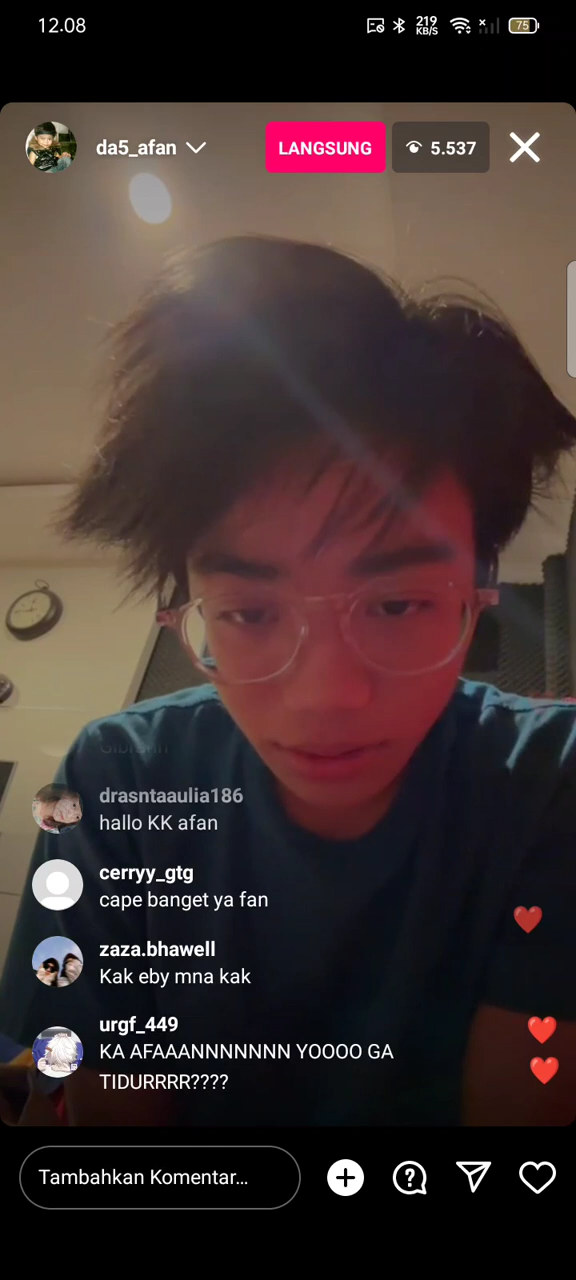 12.08
219
KB/S
75
da5_afan
LANGSUNG
5.537
drasntaaulia186
hallo KK afan
cerryy_gtg
cape banget ya fan
zaza.bhawell
Kak eby mna kak
urgf_449
KA AFAAANNNNNNN YOOOO GA
TIDURRRR????
Tambahkan Komentar...